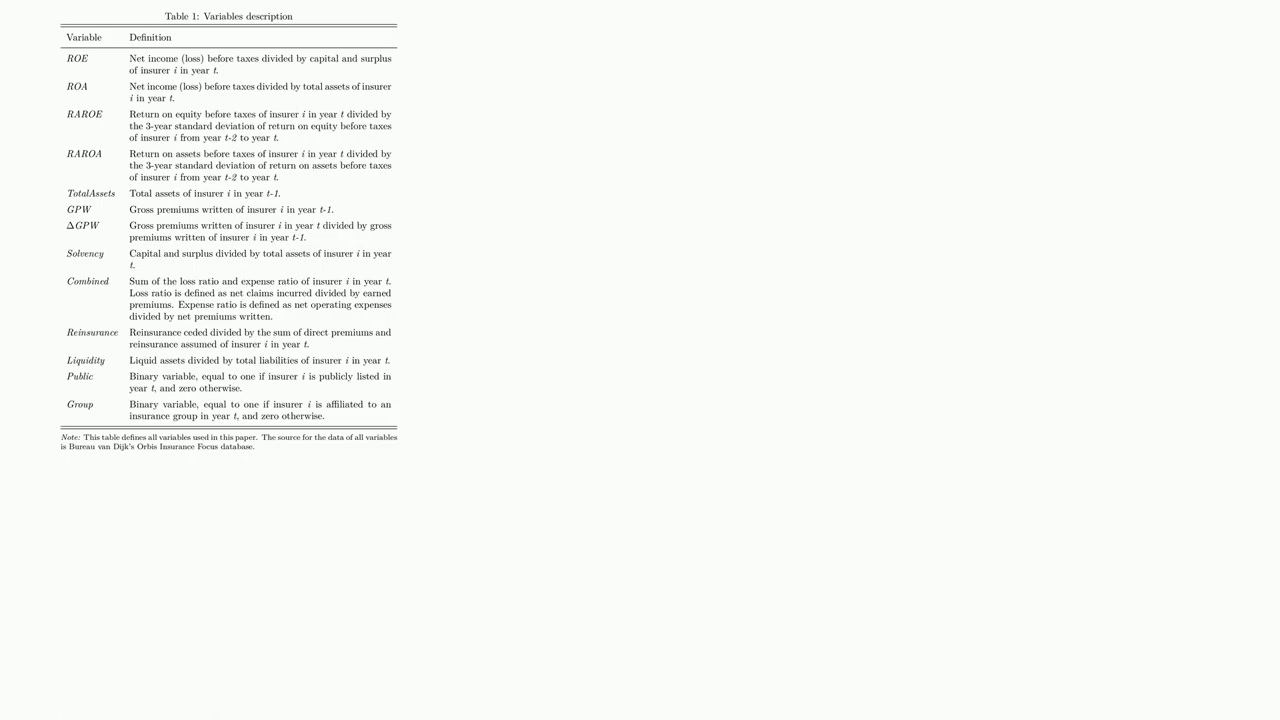 Table 1: Variables description
Variable Definition
ROE Net income (loss) before taxes divided by capital and surplus
of insurer i in year t.
ROA Net income (loss) before taxes divided by total assets of insurer
i in year t.
RAROE Return on equity before taxes of insurer i in year t divided by
the 3-year standard deviation of return on equity before taxes
of insurer i from year t-2 to year t.
RAROA Return on assets before taxes of insurer i in year t divided by
the 3-year standard deviation of return on assets before taxes
of insurer i from year t-2 to year t.
TotalAssets Total assets of insurer i in year t-1.
GPW Gross premiums written of insurer i in year t-1.
ΔGPW Gross premiums written of insurer i in year t divided by gross
premiums written of insurer i in year t-1.
Solvency Capital and surplus divided by total assets of insurer i in year
t.
Combined Sum of the loss ratio and expense ratio of insurer i in year t.
Loss ratio is defined as net claims incurred divided by earned
premiums. Expense ratio is defined as net operating expenses
divided by net premiums written.
Reinsurance Reinsurance ceded divided by the sum of direct premiums and
reinsurance assumed of insurer i in year t.
Liquidity Liquid assets divided by total liabilities of insurer i in year t.
Public Binary variable, equal to one if insurer i is publicly listed in
year t, and zero otherwise.
Group Binary variable, equal to one if insurer i is affiliated to an
insurance group in year t, and zero otherwise.
Note: This table defines all variables used in this paper. The source for the data of all variables
is Bureau van Dijk's Orbis Insurance Focus database.